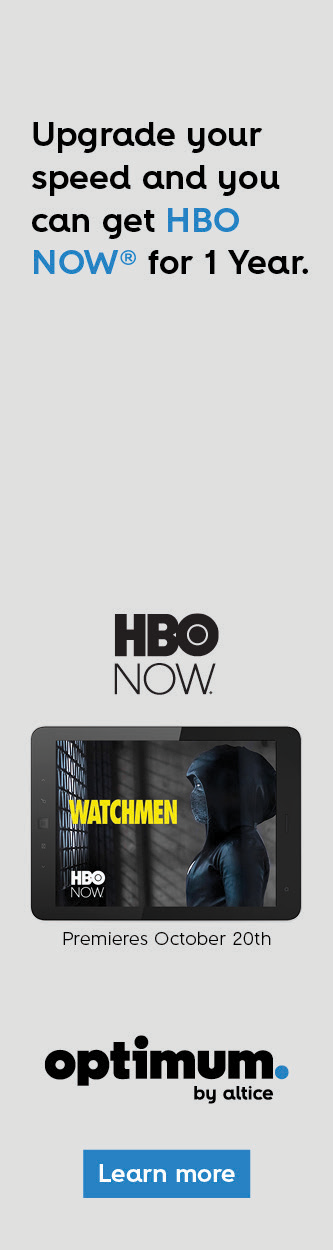 Upgrade your
speed and you
can get HBO
NOW® for 1 Year.
HBO
NOW.
WATCHMEN
HBO
NOW
Premieres October 20th
optimum.
by altice
Learn more